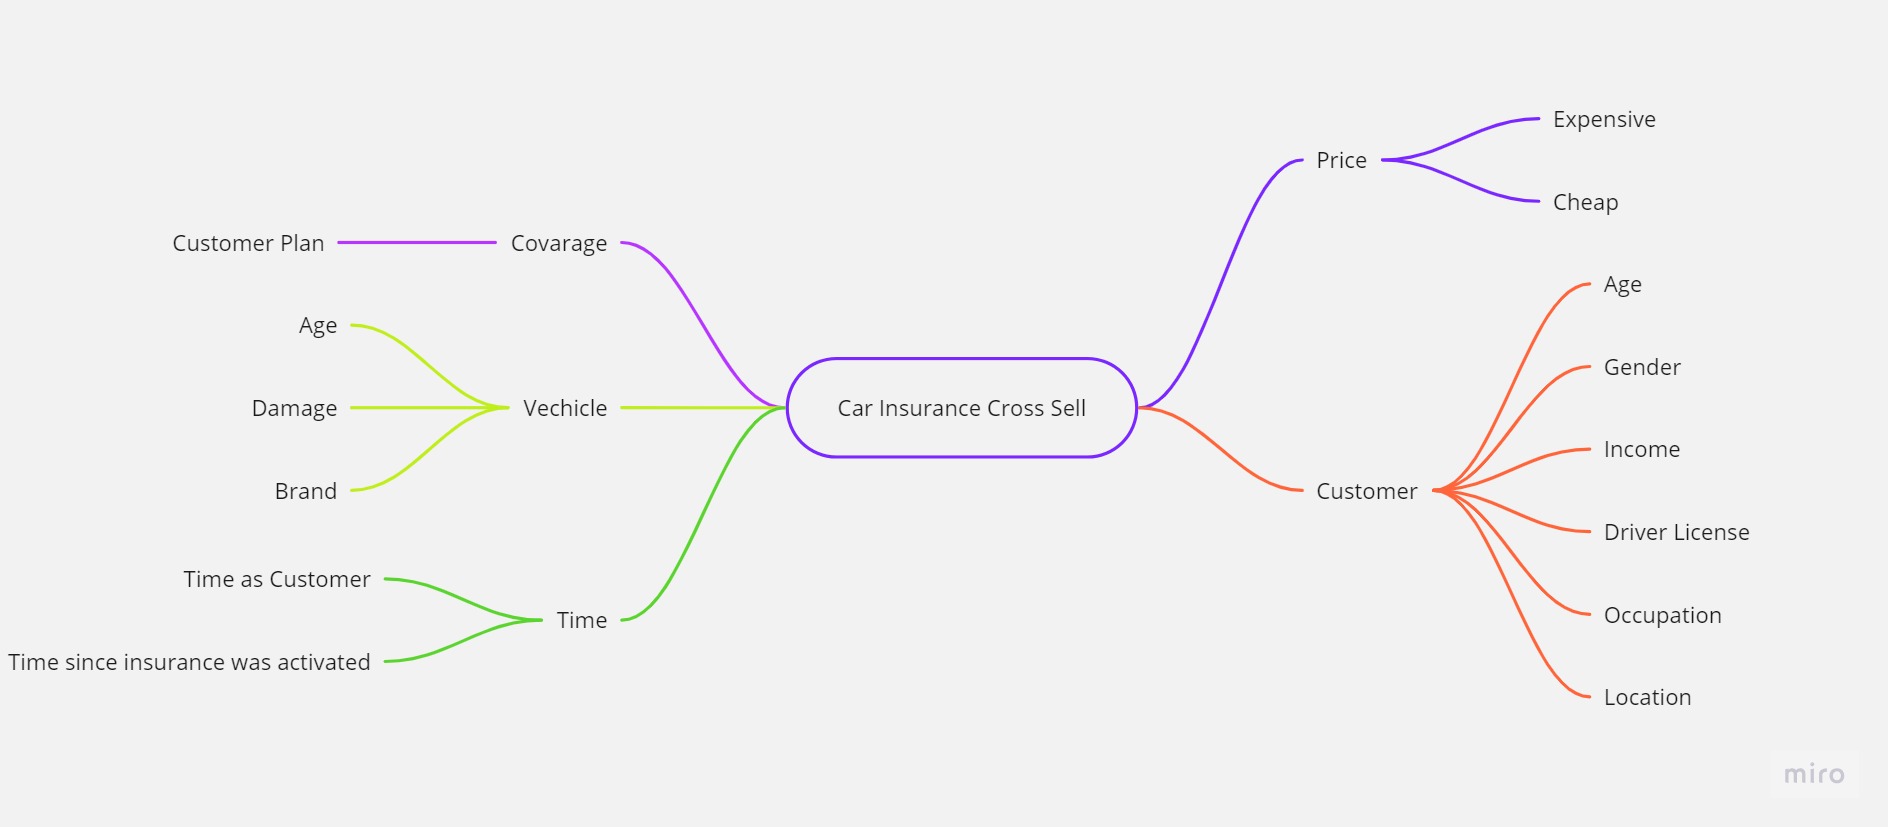 Expensive
Price
Cheap
Customer Plan
Covarage
Age
Age
Gender
Damage
Vechicle
Car Insurance Cross Sell
Income
Brand
Customer
Driver License
Time as Customer
Time
Occupation
Time since insurance was activated
Location
miro